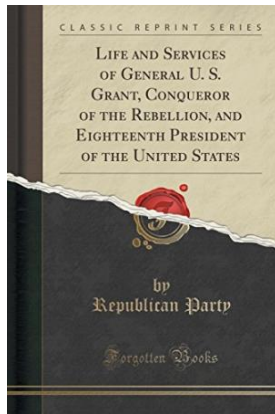 CLASSIC REPRINT SERIES
LIFE AND SERVICES
OF GENERAL U. S.
GRANT, CONQUEROR
OF THE REBELLION, AND
EIGHTEENTH PRESIDENT
OF THE UNITED STATES
F
by
Republican Party
Forgotten Books